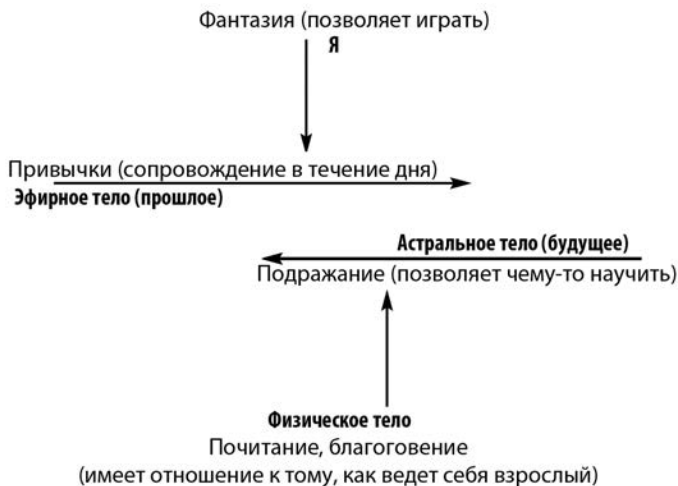 Фантазия (позволяет играть)
Я
Привычки (сопровождение в течение дня)
Эфирное тело (прошлое)
Астральное тело (будущее)
Подражание (позволяет чему-то научить)
Физическое тело
Почитание, благоговение
(имеет отношение к тому, как ведет себя взрослый)